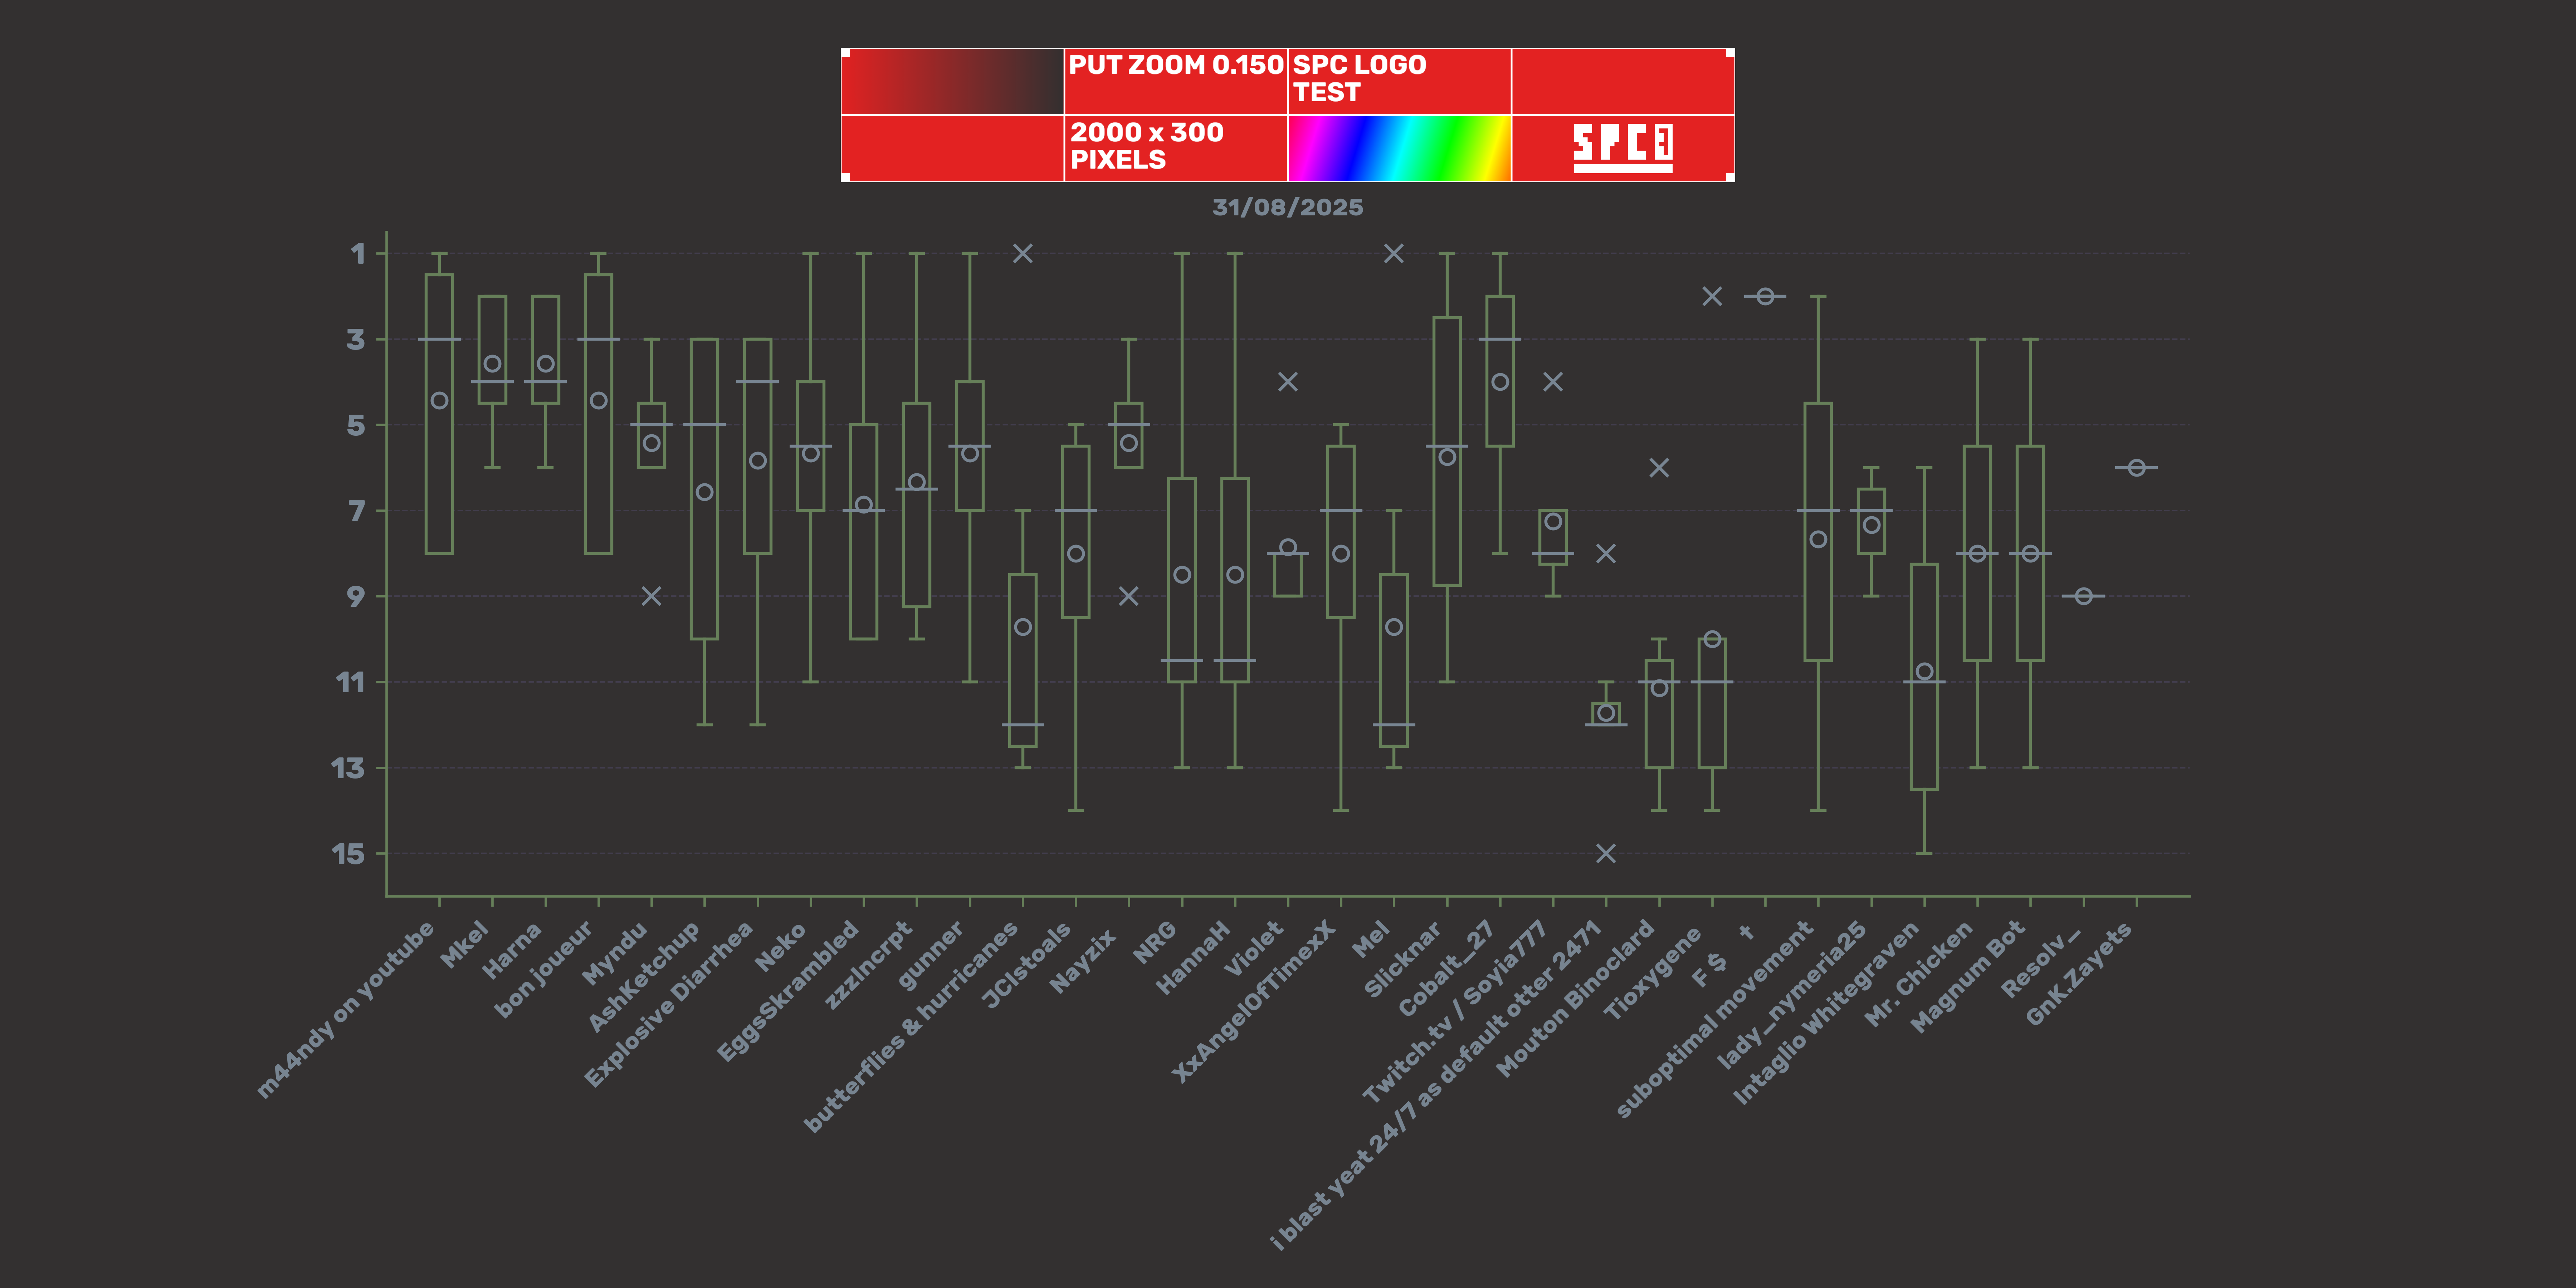 PUT ZOOM 0.150
SPC LOGO
TEST
2000 x 300
PIXELS
SPC
31/08/2025
1
3
5
7
9
11
13
15
m44ndy on youtube
Mkel
Harna
bon joueur
Myndu
AshKetchup
Explosive Diarrhea
Neko
EggsSkrambled
zzzIncrpt
gunner
butterflies & hurricanes
JCIstoals
Nayzix
NRG
HannaH
Violet
XxAngelOfTimexX
Mel
Slicknar
Cobalt_27
Twitch.tv / Soyia777
i blast yeat 24/7 as default otter 2471
Mouton Binoclard
Tioxygene
F $ t
suboptimal movement
lady_nymeria25
Intaglio Whitegraven
Mr. Chicken
Magnum Bot
Resolv_
GnK.Zayets